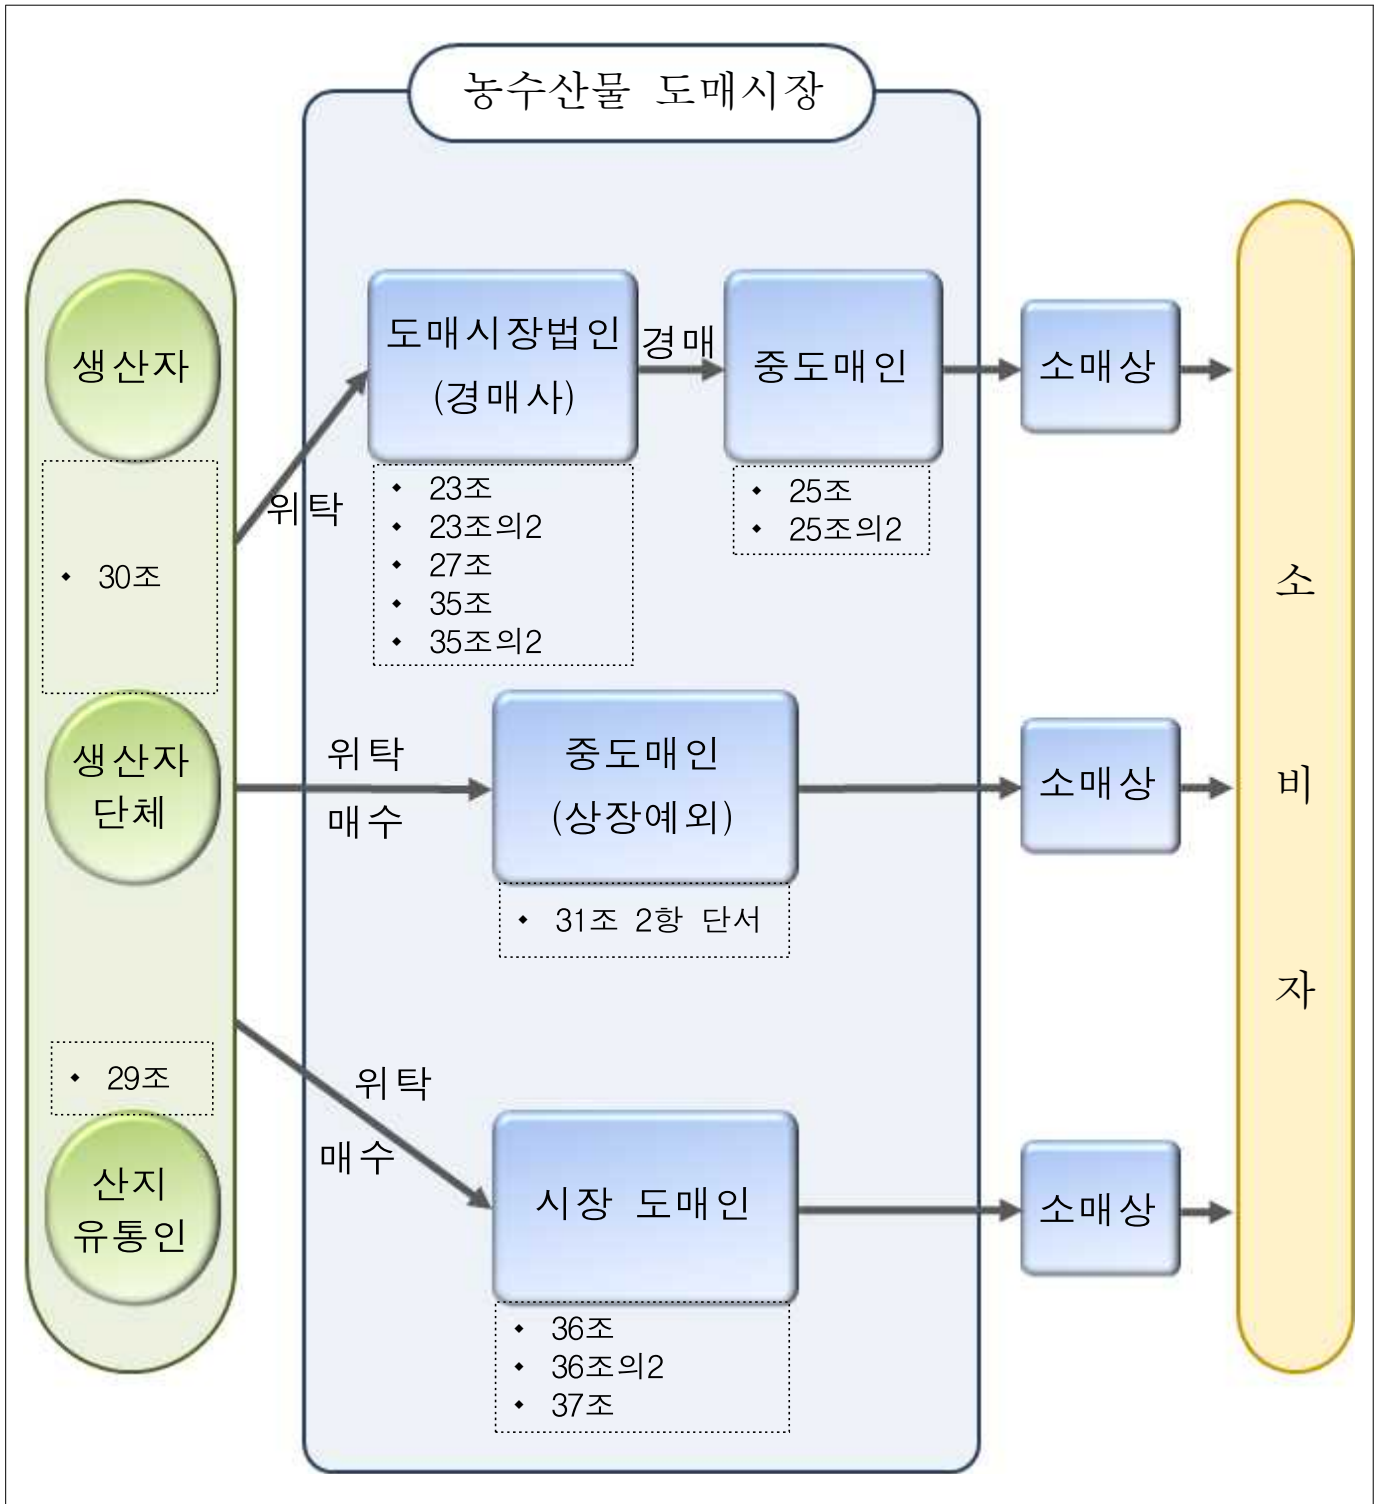 농수산물 도매시장
생산자
• 30조
생산자
단체
• 29조
산지
유통인
위탁
도매시장법인
(경매사)
• 23조
• 23조의2
• 27조
• 35조
• 35조의2
경매
중도매인
• 25조
• 25조의2
소매상
위탁
매수
중도매인
(상장예외)
• 31조 2항 단서
소매상
위탁
매수
시장 도매인
• 36조
• 36조의2
• 37조
소매상
소
비
자